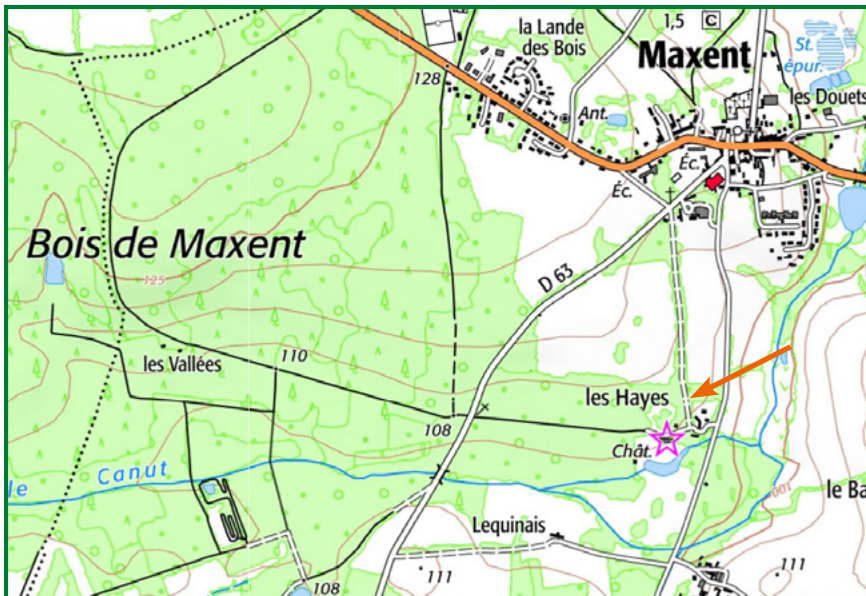 la Lande
des Bois
1,5
C
Maxent
St.
épur.
128
Ant.
les Douets
Éc.
Éc.
Bois de Maxent
D 63
125
110
les Vallées
les Hayes
108
Chât.
le Canut
le Ba
Lequinais
100
111
111
108